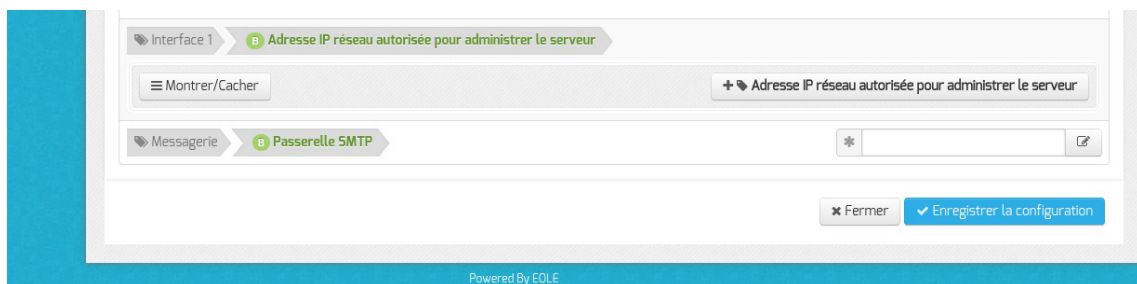 Interface 1 B Adresse IP réseau autorisée pour administrer le serveur
Montrer/Cacher + Adresse IP réseau autorisée pour administrer le serveur
Messagerie B Passerelle SMTP *
Fermer Enregistrer la configuration
Powered By EOLE